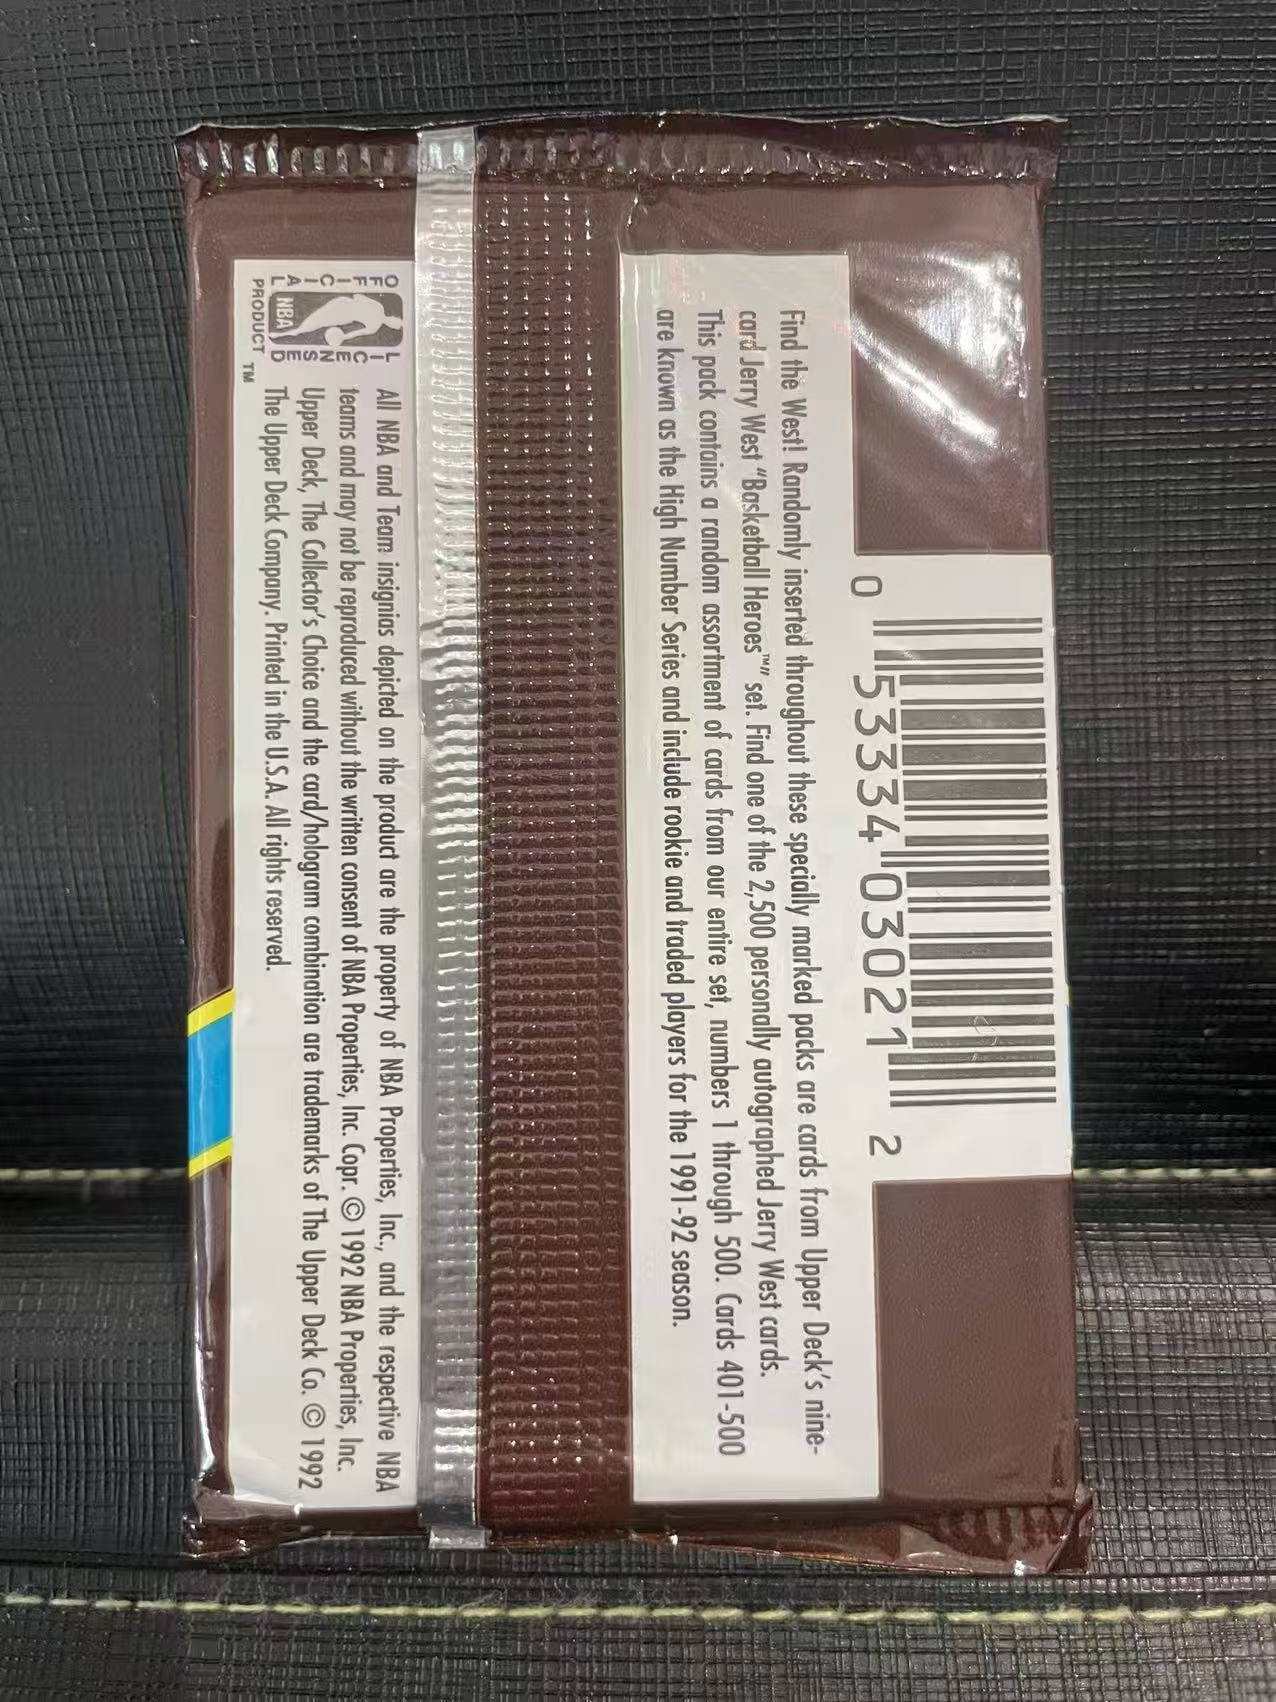 0 53334 03021 2
Find the West! Randomly inserted throughout these specially marked packs are cards from Upper Deck's nine-
card Jerry West "Basketball Heroes™" set. Find one of the 2,500 personally autographed Jerry West cards.
This pack contains a random assortment of cards from our entire set, numbers 1 through 500. Cards 401-500
are known as the High Number Series and include rookie and traded players for the 1991-92 season.
OFFICIAL
LICENSED
NBA
PRODUCT ™
All NBA and Team insignias depicted on the product are the property of NBA Properties, Inc., and the respective NBA
teams and may not be reproduced without the written consent of NBA Properties, Inc. Copr. © 1992 NBA Properties, Inc.
Upper Deck, The Collector's Choice and the card/hologram combination are trademarks of The Upper Deck Co. © 1992
The Upper Deck Company. Printed in the U.S.A. All rights reserved.